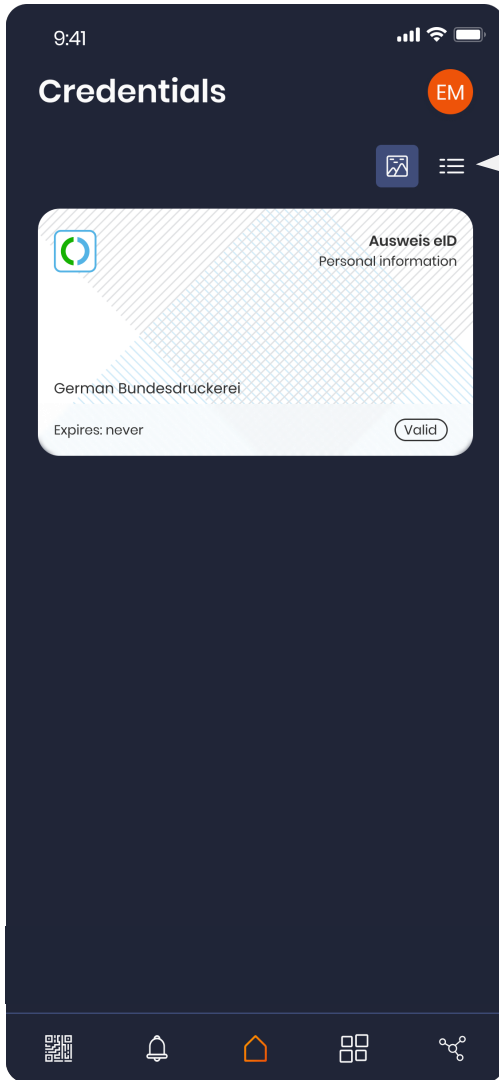 9:41
Credentials
EM
Ausweis eID
Personal information
German Bundesdruckerei
Expires: never
Valid